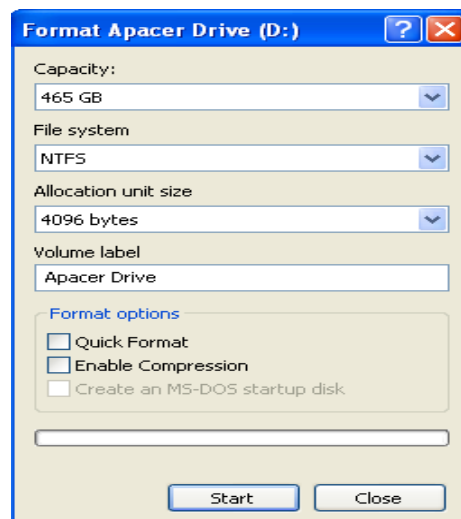 Format Apacer Drive (D:)
Capacity:
465 GB
File system
NTFS
Allocation unit size
4096 bytes
Volume label
Apacer Drive
Format options
Quick Format
Enable Compression
Create an MS-DOS startup disk
Start Close